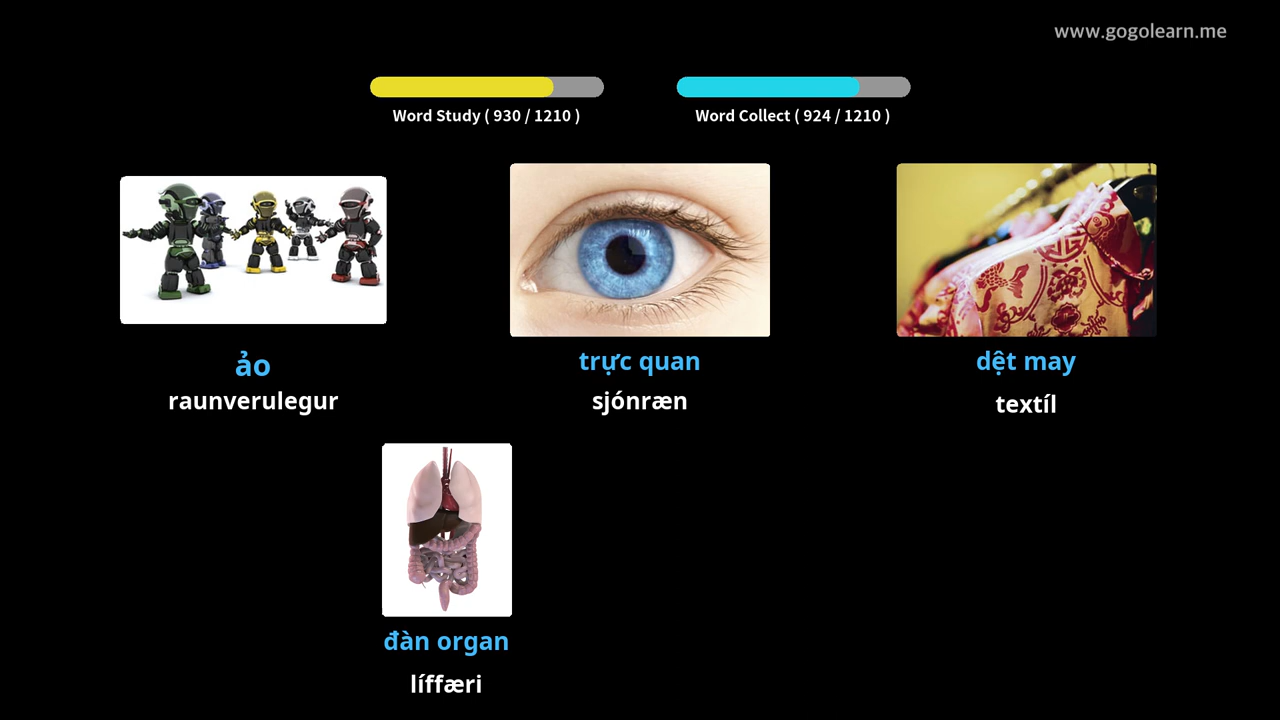 www.gogolearn.me
Word Study ( 930 / 1210 )
Word Collect ( 924 / 1210 )
ảo
raunverulegur
trực quan
sjónræn
dệt may
textíl
đàn organ
líffæri